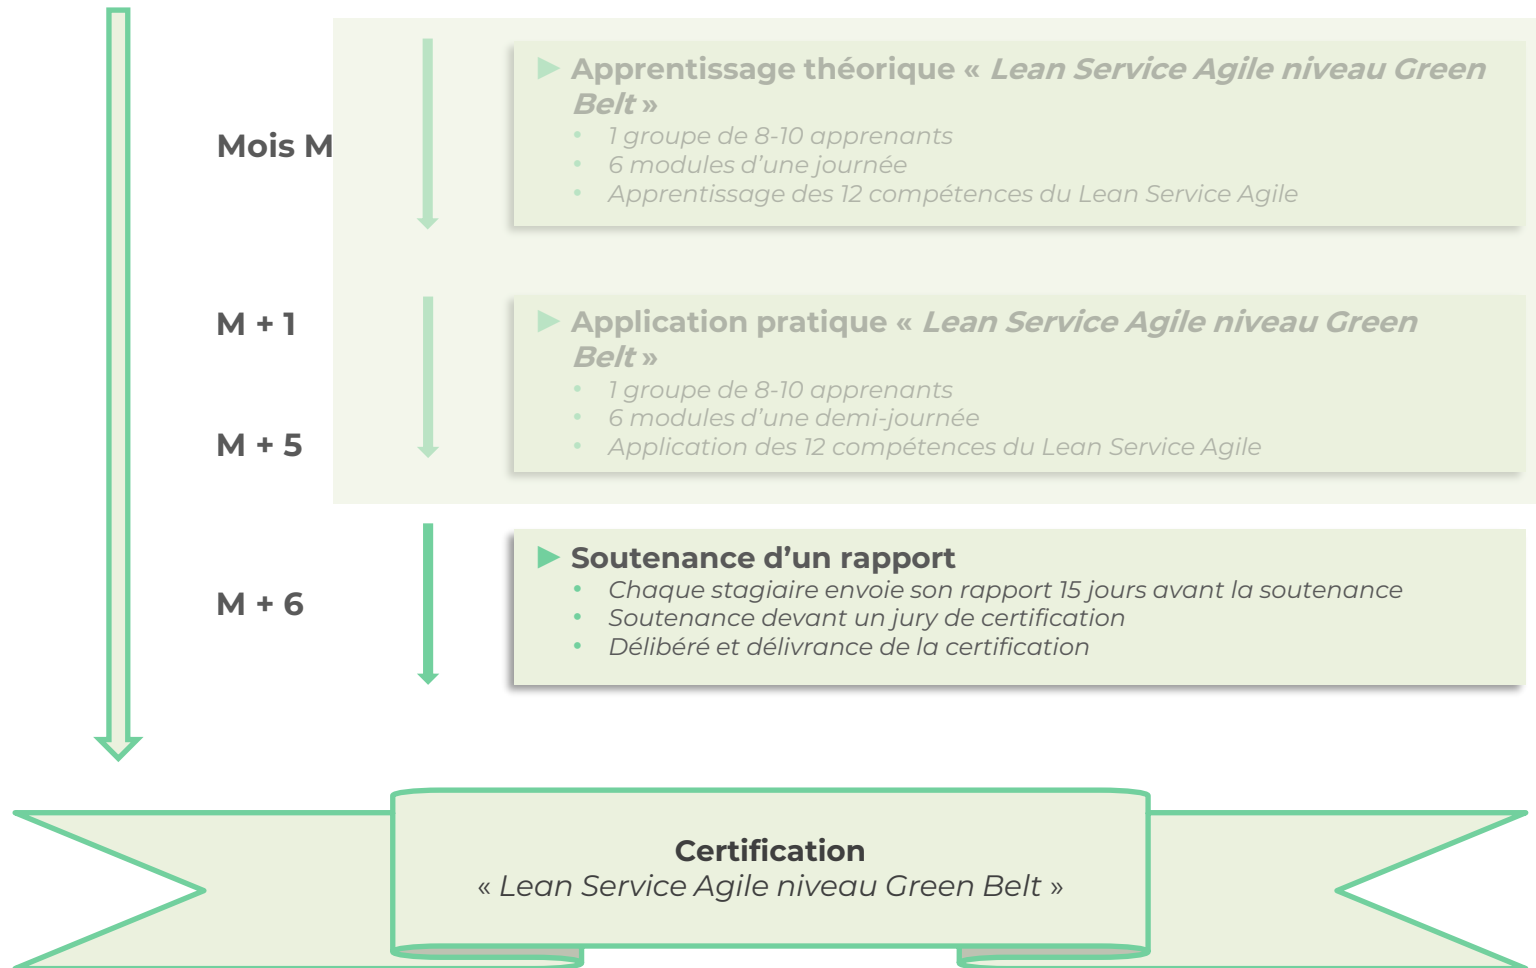 Mois M
► Apprentissage théorique « Lean Service Agile niveau Green
Belt »
• 1 groupe de 8-10 apprenants
• 6 modules d’une journée
• Apprentissage des 12 compétences du Lean Service Agile
M + 1
M + 5
► Application pratique « Lean Service Agile niveau Green
Belt »
• 1 groupe de 8-10 apprenants
• 6 modules d’une demi-journée
• Application des 12 compétences du Lean Service Agile
M + 6
► Soutenance d’un rapport
• Chaque stagiaire envoie son rapport 15 jours avant la soutenance
• Soutenance devant un jury de certification
• Délibéré et délivrance de la certification
Certification
« Lean Service Agile niveau Green Belt »